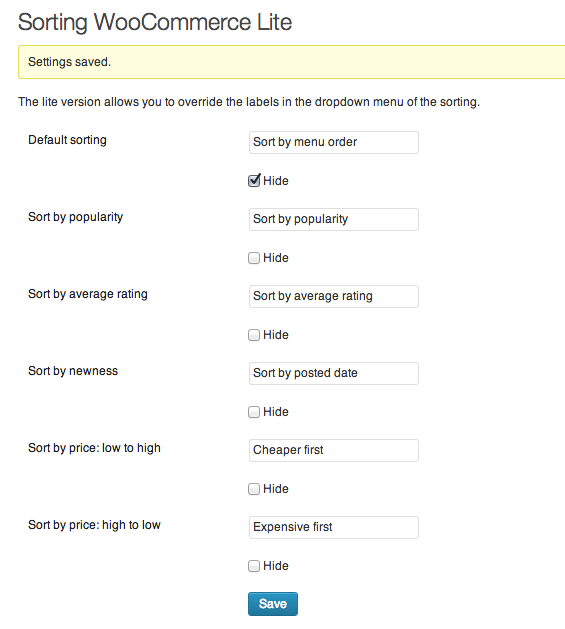 Sorting WooCommerce Lite
Settings saved.
The lite version allows you to override the labels in the dropdown menu of the sorting.
Default sorting Sort by menu order
Hide
Sort by popularity Sort by popularity
Hide
Sort by average rating Sort by average rating
Hide
Sort by newness Sort by posted date
Hide
Sort by price: low to high Cheaper first
Hide
Sort by price: high to low Expensive first
Hide
Save